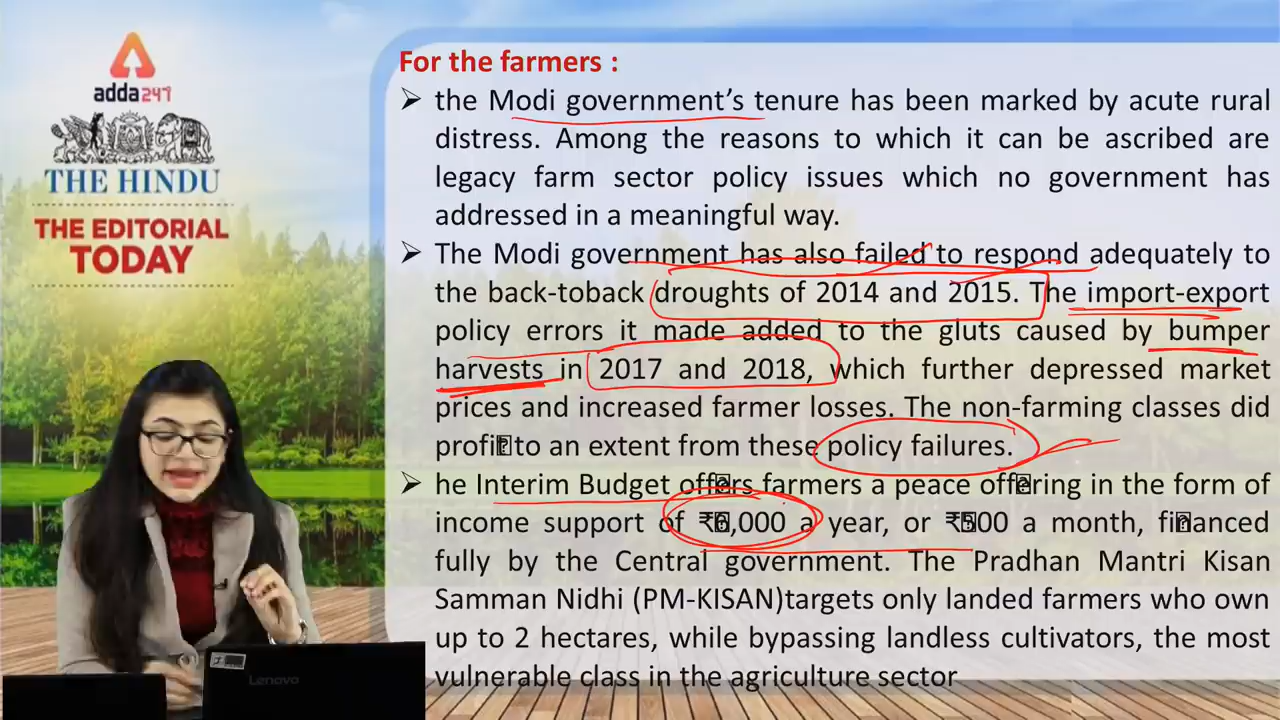 adda247
THE HINDU
THE EDITORIAL
TODAY
For the farmers :
➢ the Modi government's tenure has been marked by acute rural
distress. Among the reasons to which it can be ascribed are
legacy farm sector policy issues which no government has
addressed in a meaningful way.
➢ The Modi government has also failed to respond adequately to
the back-toback droughts of 2014 and 2015. The import-export
policy errors it made added to the gluts caused by bumper
harvests in 2017 and 2018, which further depressed market
prices and increased farmer losses. The non-farming classes did
profit to an extent from these policy failures.
➢ he Interim Budget offers farmers a peace offering in the form of
income support of ₹6,000 a year, or ₹500 a month, financed
fully by the Central government. The Pradhan Mantri Kisan
Samman Nidhi (PM-KISAN)targets only landed farmers who own
up to 2 hectares, while bypassing landless cultivators, the most
vulnerable class in the agriculture sector
Lenovo